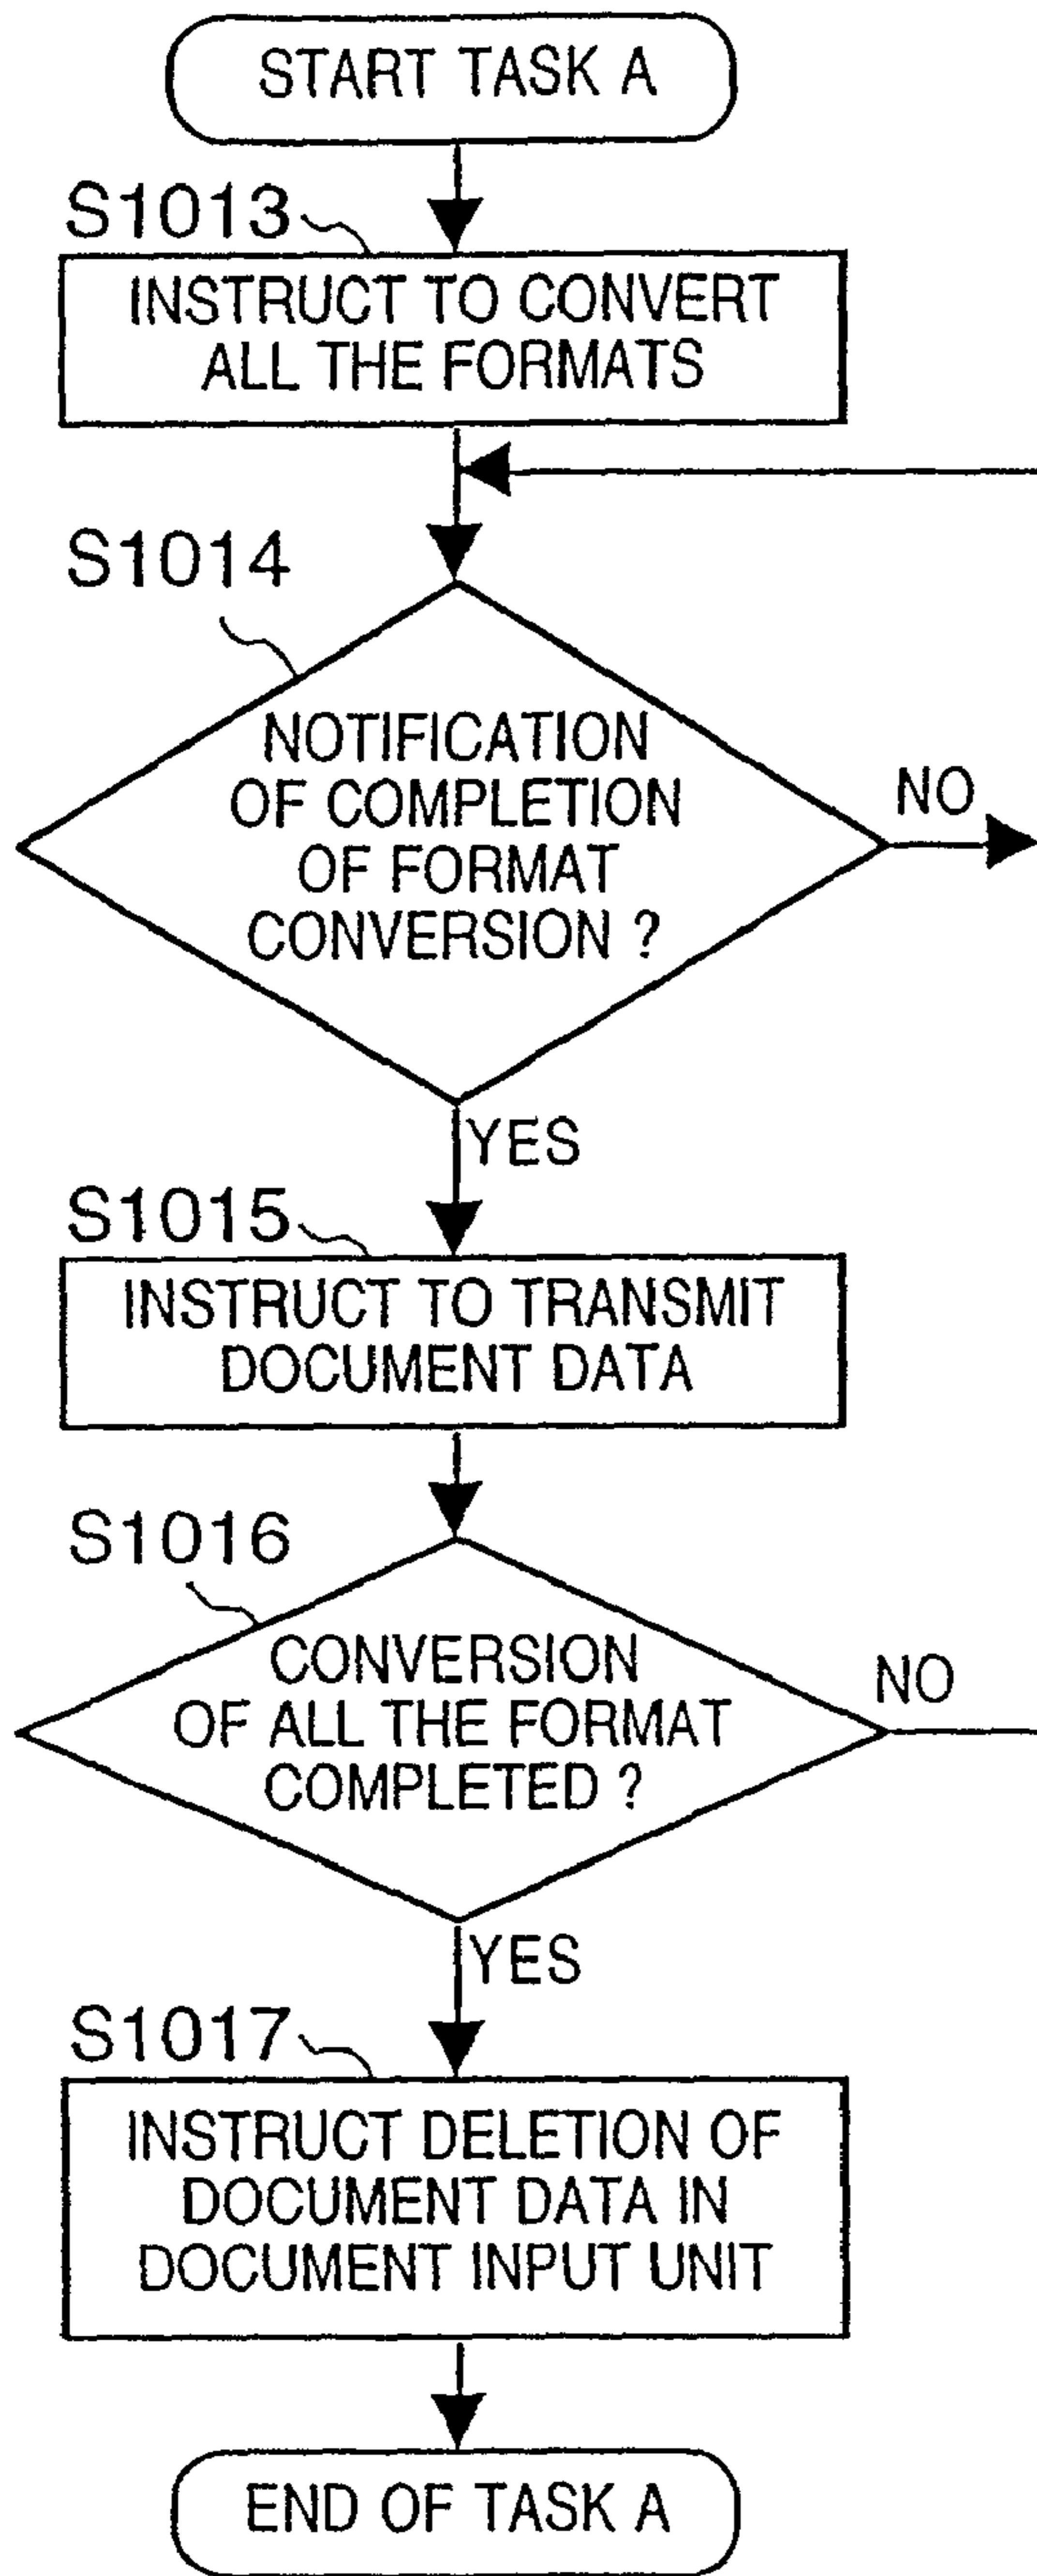 START TASK A
S1013
INSTRUCT TO CONVERT
ALL THE FORMATS
S1014
NOTIFICATION
OF COMPLETION
OF FORMAT
CONVERSION ?
NO
YES
S1015
INSTRUCT TO TRANSMIT
DOCUMENT DATA
S1016
CONVERSION
OF ALL THE FORMAT
COMPLETED ?
NO
YES
S1017
INSTRUCT DELETION OF
DOCUMENT DATA IN
DOCUMENT INPUT UNIT
END OF TASK A